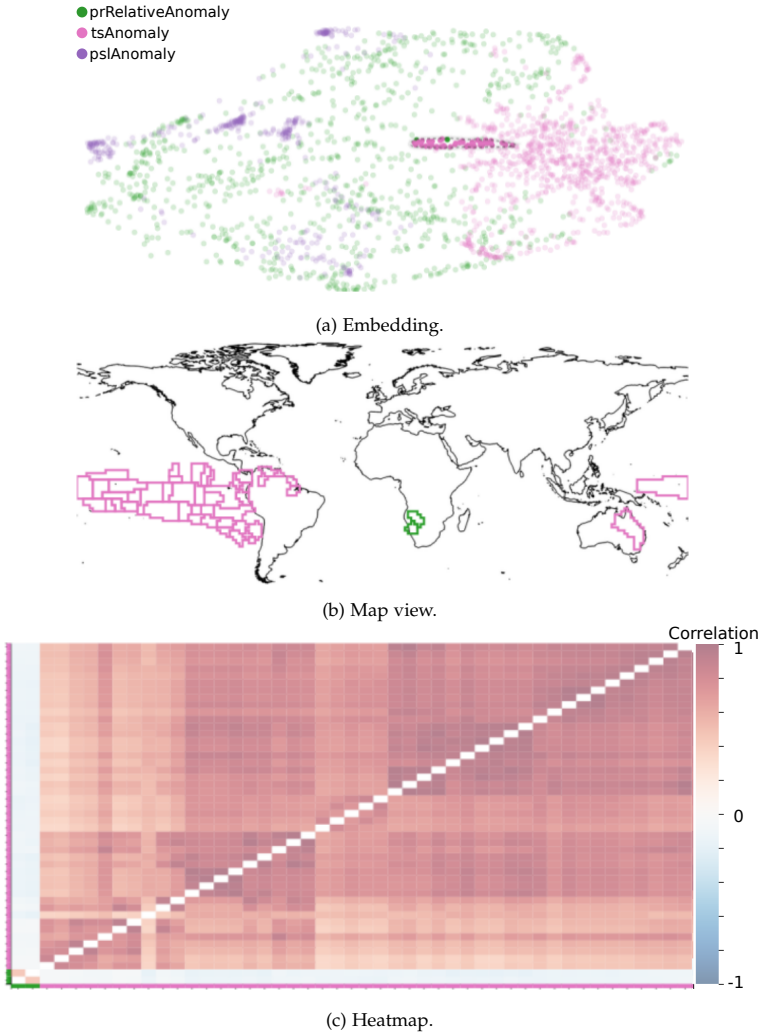 prRelativeAnomaly
tsAnomaly
pslAnomaly
(a) Embedding.
(b) Map view.
Correlation
1
0
-1
(c) Heatmap.